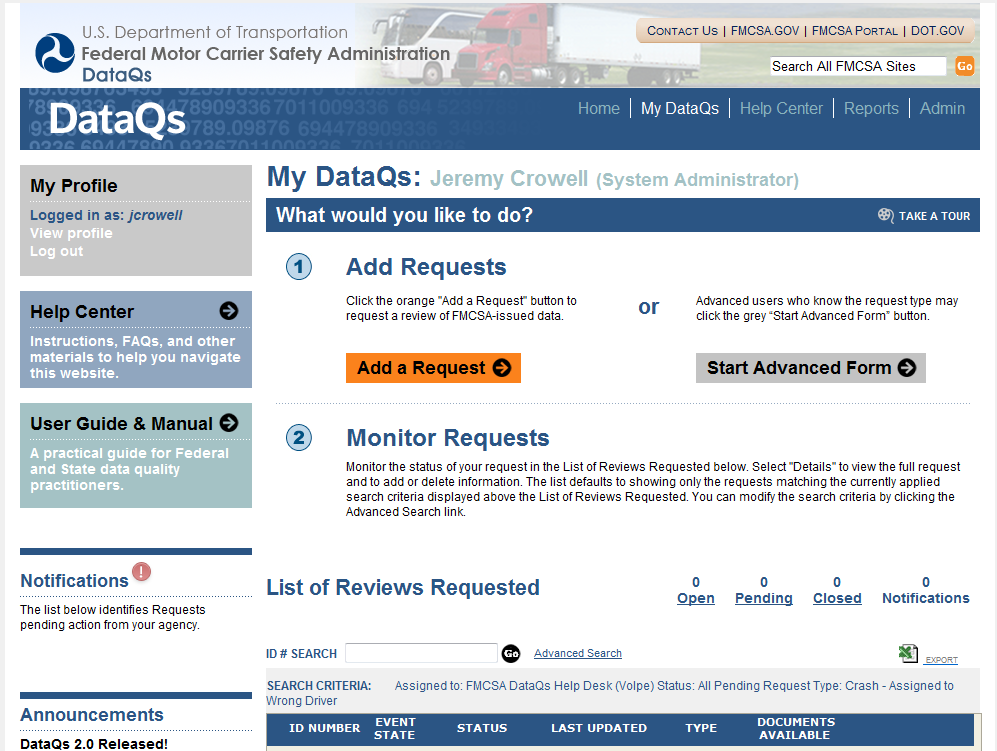 U.S. Department of Transportation
Federal Motor Carrier Safety Administration
DataQs
CONTACT US | FMCSA.GOV | FMCSA PORTAL | DOT.GOV
Search All FMCSA Sites
Go
DataQs
Home | My DataQs | Help Center | Reports | Admin
My Profile
Logged in as: jcrowell
View profile
Log out
Help Center
Instructions, FAQs, and other
materials to help you navigate
this website.
User Guide & Manual
A practical guide for Federal
and State data quality
practitioners.
Notifications !
The list below identifies Requests
pending action from your agency.
Announcements
DataQs 2.0 Released!
My DataQs: Jeremy Crowell (System Administrator)
What would you like to do?
TAKE A TOUR
1 Add Requests
Click the orange "Add a Request" button to
request a review of FMCSA-issued data.
Add a Request
or
Advanced users who know the request type may
click the grey “Start Advanced Form” button.
Start Advanced Form
2 Monitor Requests
Monitor the status of your request in the List of Reviews Requested below. Select "Details" to view the full request
and to add or delete information. The list defaults to showing only the requests matching the currently applied
search criteria displayed above the List of Reviews Requested. You can modify the search criteria by clicking the
Advanced Search link.
List of Reviews Requested
0 0 0 0
Open Pending Closed Notifications
ID # SEARCH Go Advanced Search EXPORT
SEARCH CRITERIA: Assigned to: FMCSA DataQs Help Desk (Volpe) Status: All Pending Request Type: Crash - Assigned to
Wrong Driver
ID NUMBER EVENT STATE STATUS LAST UPDATED TYPE DOCUMENTS AVAILABLE